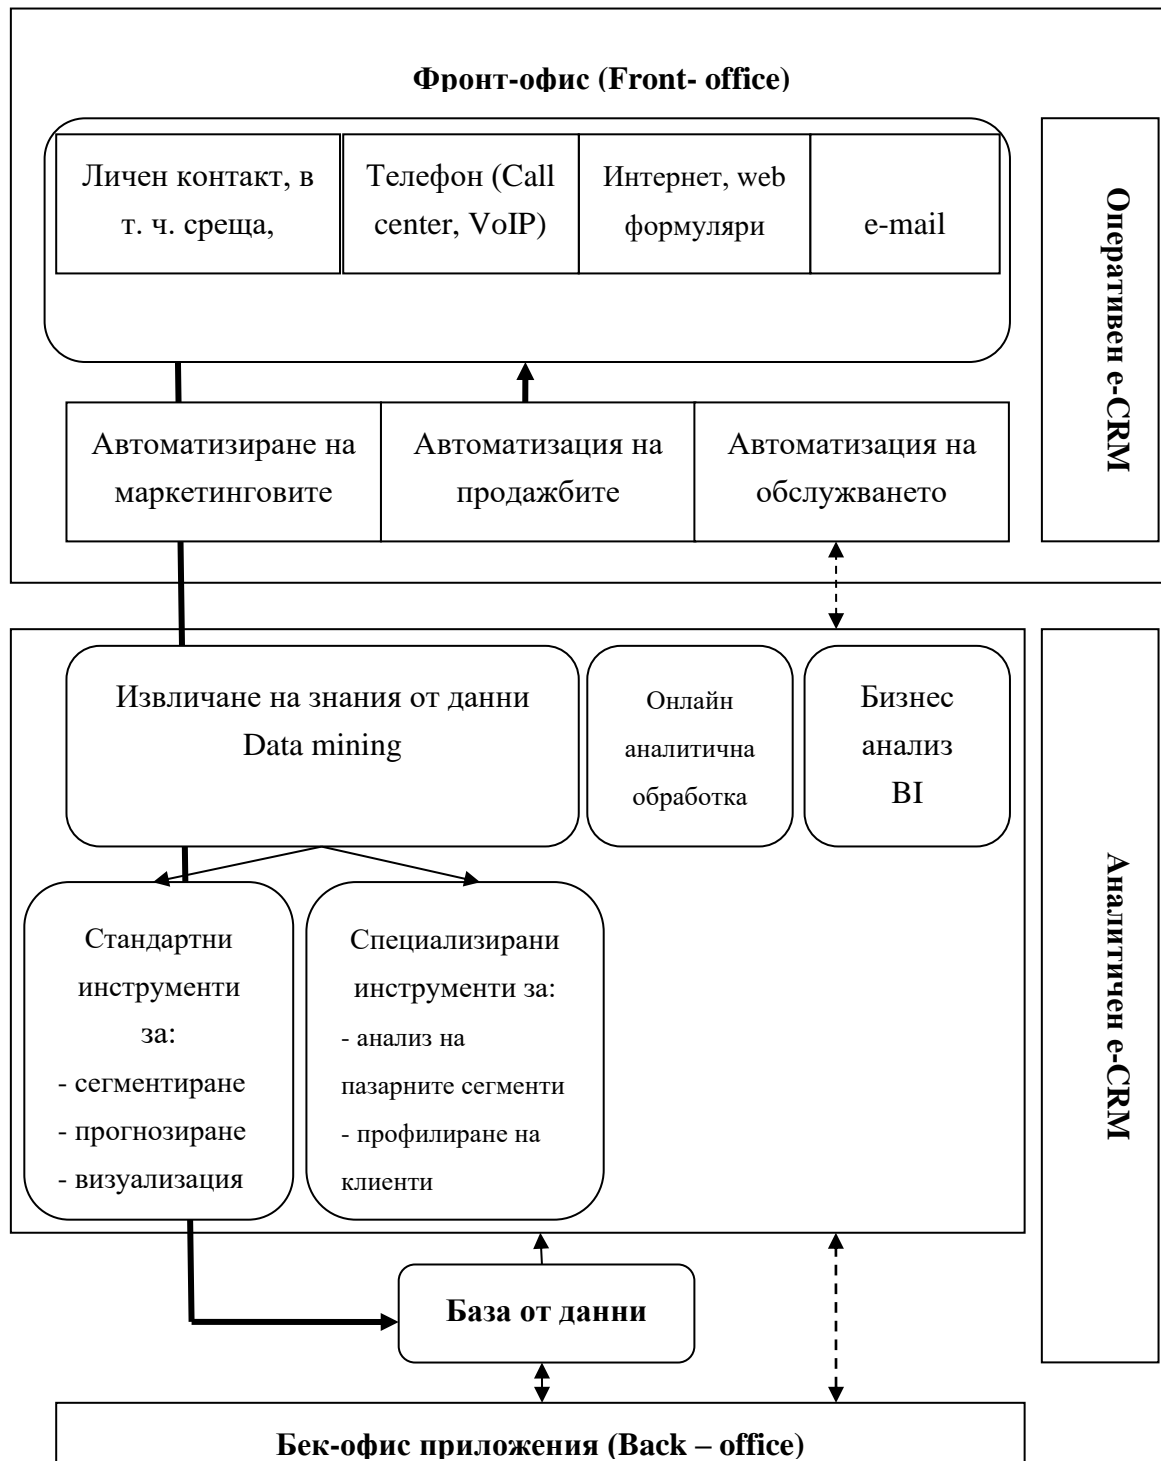 Фронт-офис (Front- office)
Личен контакт, в
т. ч. среща,
Телефон (Call
center, VoIP)
Интернет, web
формуляри
e-mail
Оперативен e-CRM
Автоматизиране на
маркетинговите
Автоматизация на
продажбите
Автоматизация на
обслужването
Извличане на знания от данни
Data mining
Онлайн
аналитична
обработка
Бизнес
анализ
BI
Аналитичен e-CRM
Стандартни
инструменти
за:
- сегментиране
- прогнозиране
- визуализация
Специализирани
инструменти за:
- анализ на
пазарните сегменти
- профилиране на
клиенти
База от данни
Бек-офис приложения (Back – office)